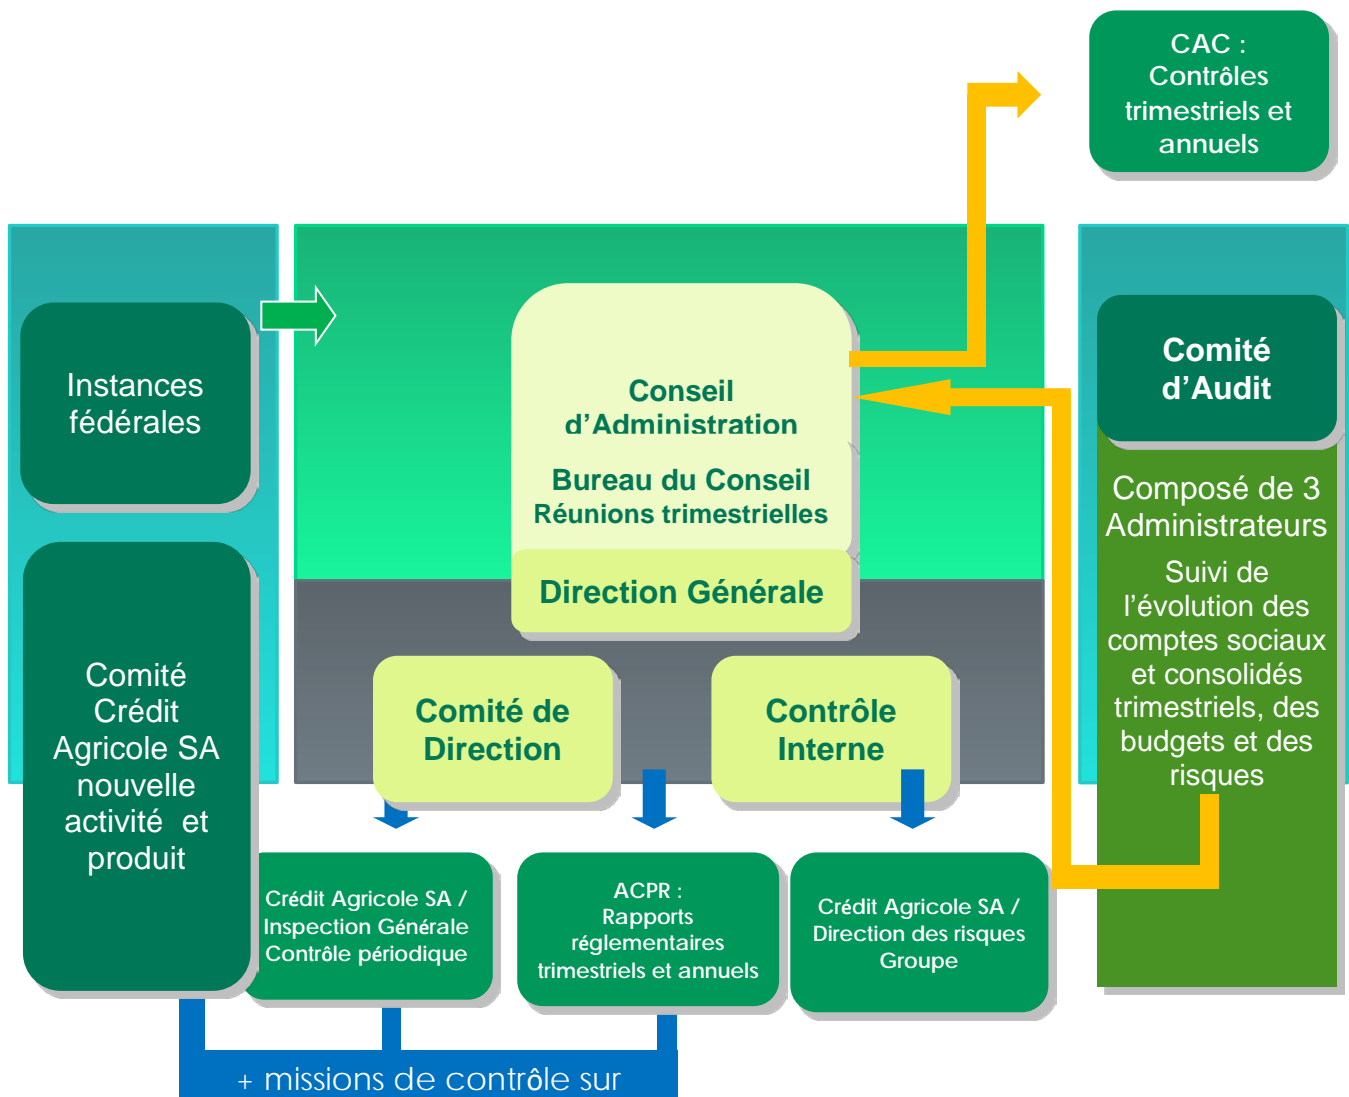 CAC :
Contrôles
trimestriels et
annuels
Instances
fédérales
Conseil
d’Administration
Bureau du Conseil
Réunions trimestrielles
Direction Générale
Comité
d’Audit
Composé de 3
Administrateurs
Suivi de
l’évolution des
comptes sociaux
et consolidés
trimestriels, des
budgets et des
risques
Comité
Crédit
Agricole SA
nouvelle
activité et
produit
Comité de
Direction
Contrôle
Interne
Crédit Agricole SA /
Inspection Générale
Contrôle périodique
ACPR :
Rapports
réglementaires
trimestriels et annuels
Crédit Agricole SA /
Direction des risques
Groupe
+ missions de contrôle sur